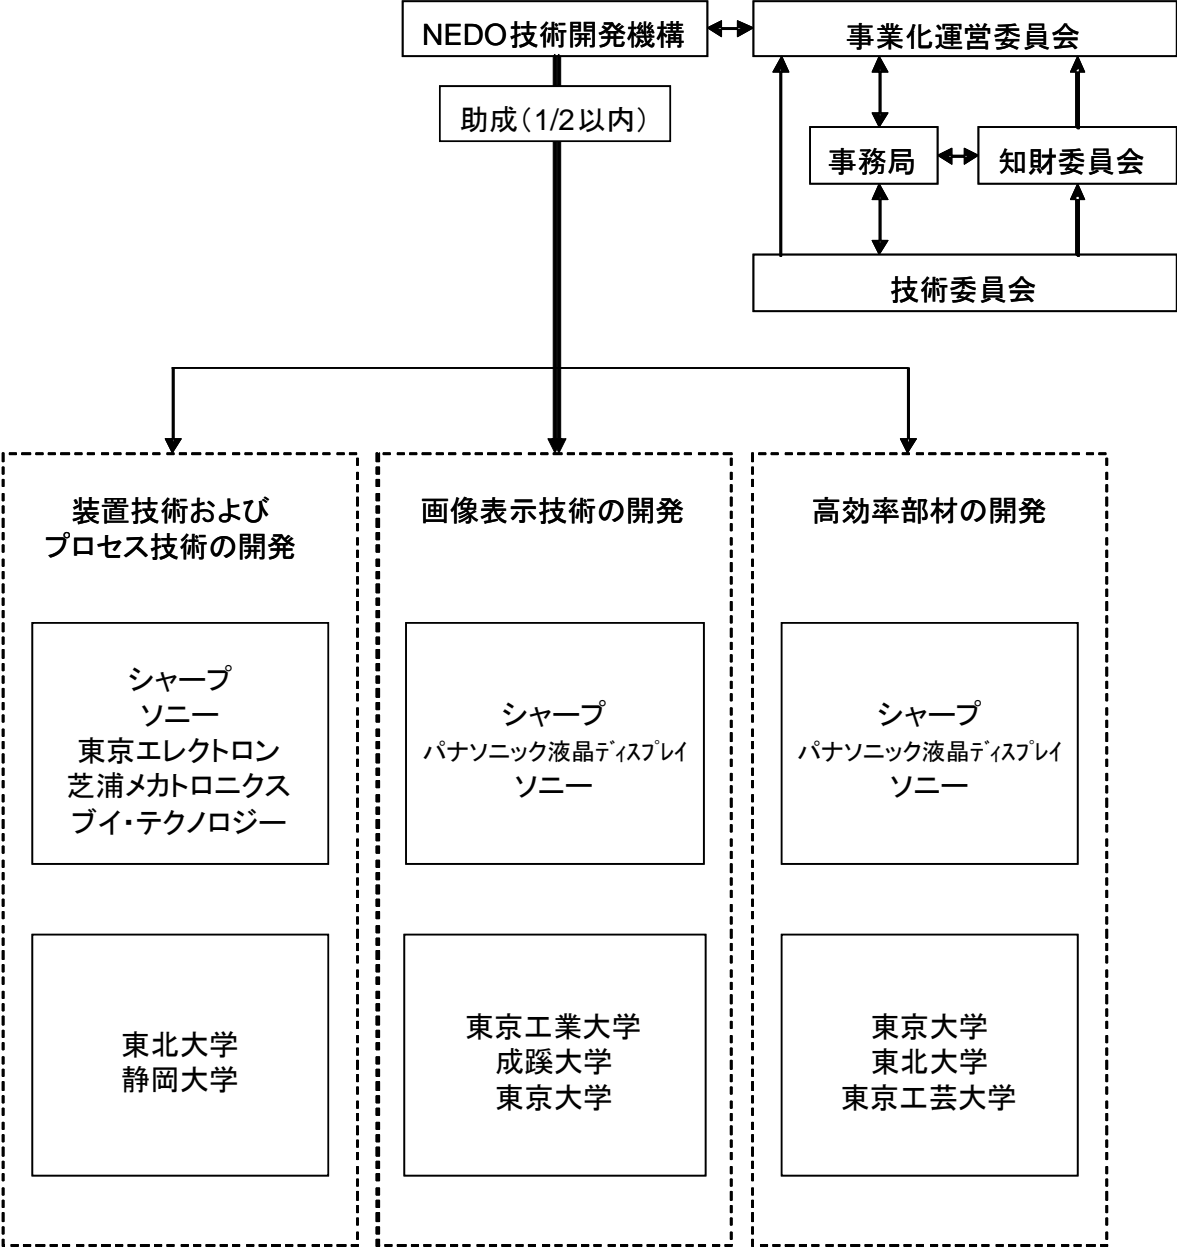 NEDO技術開発機構
事業化運営委員会
助成（1/2以内）
事務局
知財委員会
技術委員会
装置技術および
プロセス技術の開発
シャープ
ソニー
東京エレクトロン
芝浦メカトロニクス
ブイ・テクノロジー
東北大学
静岡大学
画像表示技術の開発
シャープ
パナソニック液晶ディスプレイ
ソニー
東京工業大学
成蹊大学
東京大学
高効率部材の開発
シャープ
パナソニック液晶ディスプレイ
ソニー
東京大学
東北大学
東京工芸大学